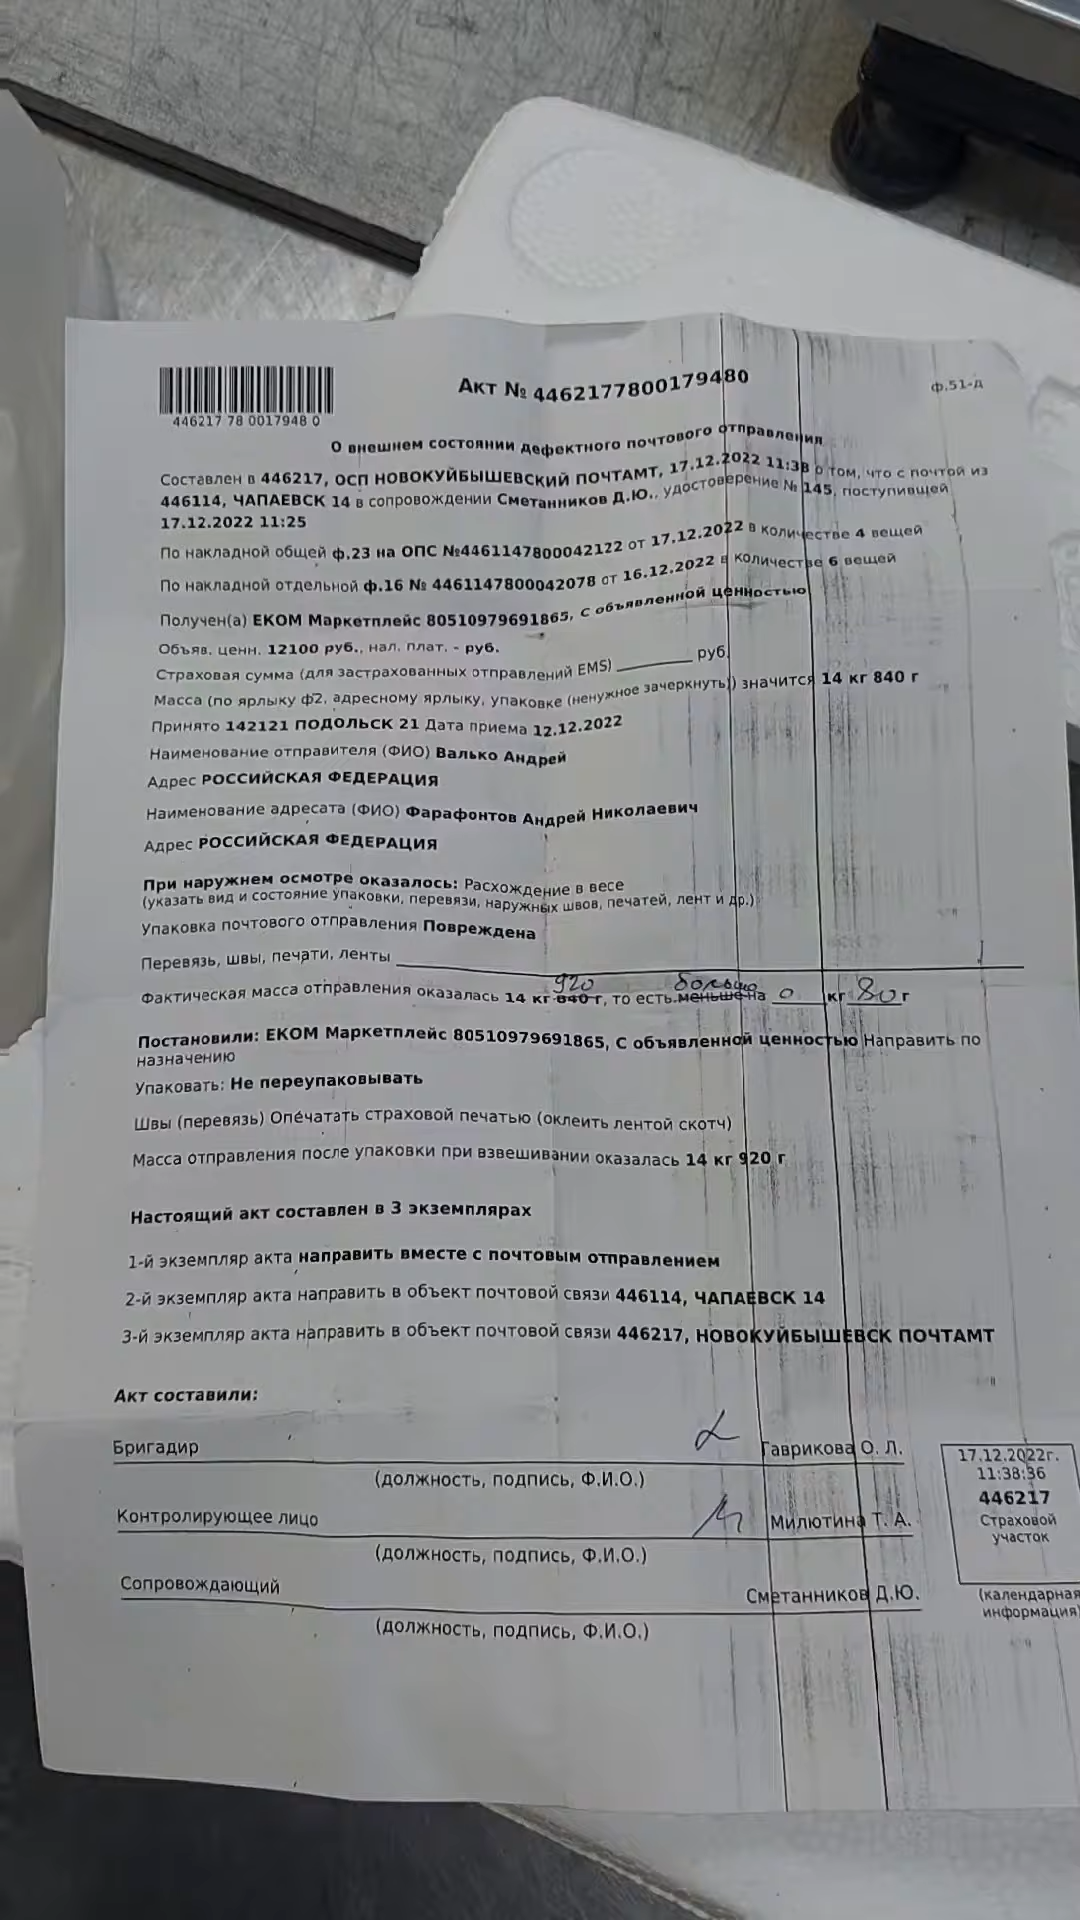 Акт № 4462177800179480
ф.51-д
446217 78 0017948 0
О внешнем состоянии дефектного почтового отправления
Составлен в 446217, ОСП НОВОКУЙБЫШЕВСКИЙ ПОЧТАМТ, 17.12.2022 11:38 о том, что с почтой из
446114, ЧАПАЕВСК 14 в сопровождении Сметанников Д.Ю., удостоверение № 145, поступившей
17.12.2022 11:25
По накладной общей ф.23 на ОПС №4461147800042122 от 17.12.2022 в количестве 4 вещей
По накладной отдельной ф.16 № 4461147800042078 от 16.12.2022 в количестве 6 вещей
Получен(а) ЕКОМ Маркетплейс 80510979691865, С объявленной ценностью
Объяв. ценн. 12100 руб., нал. плат. - руб.
Страховая сумма (для застрахованных отправлений EMS) ________ руб.
Масса (по ярлыку ф2, адресному ярлыку, упаковке (ненужное зачеркнуть)) значится 14 кг 840 г
Принято 142121 ПОДОЛЬСК 21 Дата приема 12.12.2022
Наименование отправителя (ФИО) Валько Андрей
Адрес РОССИЙСКАЯ ФЕДЕРАЦИЯ
Наименование адресата (ФИО) Фарафонтов Андрей Николаевич
Адрес РОССИЙСКАЯ ФЕДЕРАЦИЯ
При наружнем осмотре оказалось: Расхождение в весе
(указать вид и состояние упаковки, перевязи, наружных швов, печатей, лент и др.)
Упаковка почтового отправления Повреждена
Перевязь, швы, печати, ленты
920 больше
Фактическая масса отправления оказалась 14 кг 840 г, то есть меньше на 0 кг 80 г
Постановили: ЕКОМ Маркетплейс 80510979691865, С объявленной ценностью Направить по
назначению
Упаковать: Не переупаковывать
Швы (перевязь) Опечатать страховой печатью (оклеить лентой скотч)
Масса отправления после упаковки при взвешивании оказалась 14 кг 920 г
Настоящий акт составлен в 3 экземплярах
1-й экземпляр акта направить вместе с почтовым отправлением
2-й экземпляр акта направить в объект почтовой связи 446114, ЧАПАЕВСК 14
3-й экземпляр акта направить в объект почтовой связи 446217, НОВОКУЙБЫШЕВСК ПОЧТАМТ
Акт составили:
Бригадир Гаврикова О. Л.
(должность, подпись, Ф.И.О.)
Контролирующее лицо Милютина Т. А.
(должность, подпись, Ф.И.О.)
Сопровождающий Сметанников Д.Ю.
(должность, подпись, Ф.И.О.)
17.12.2022г.
11:38:36
446217
Страховой
участок
(календарная
информация)